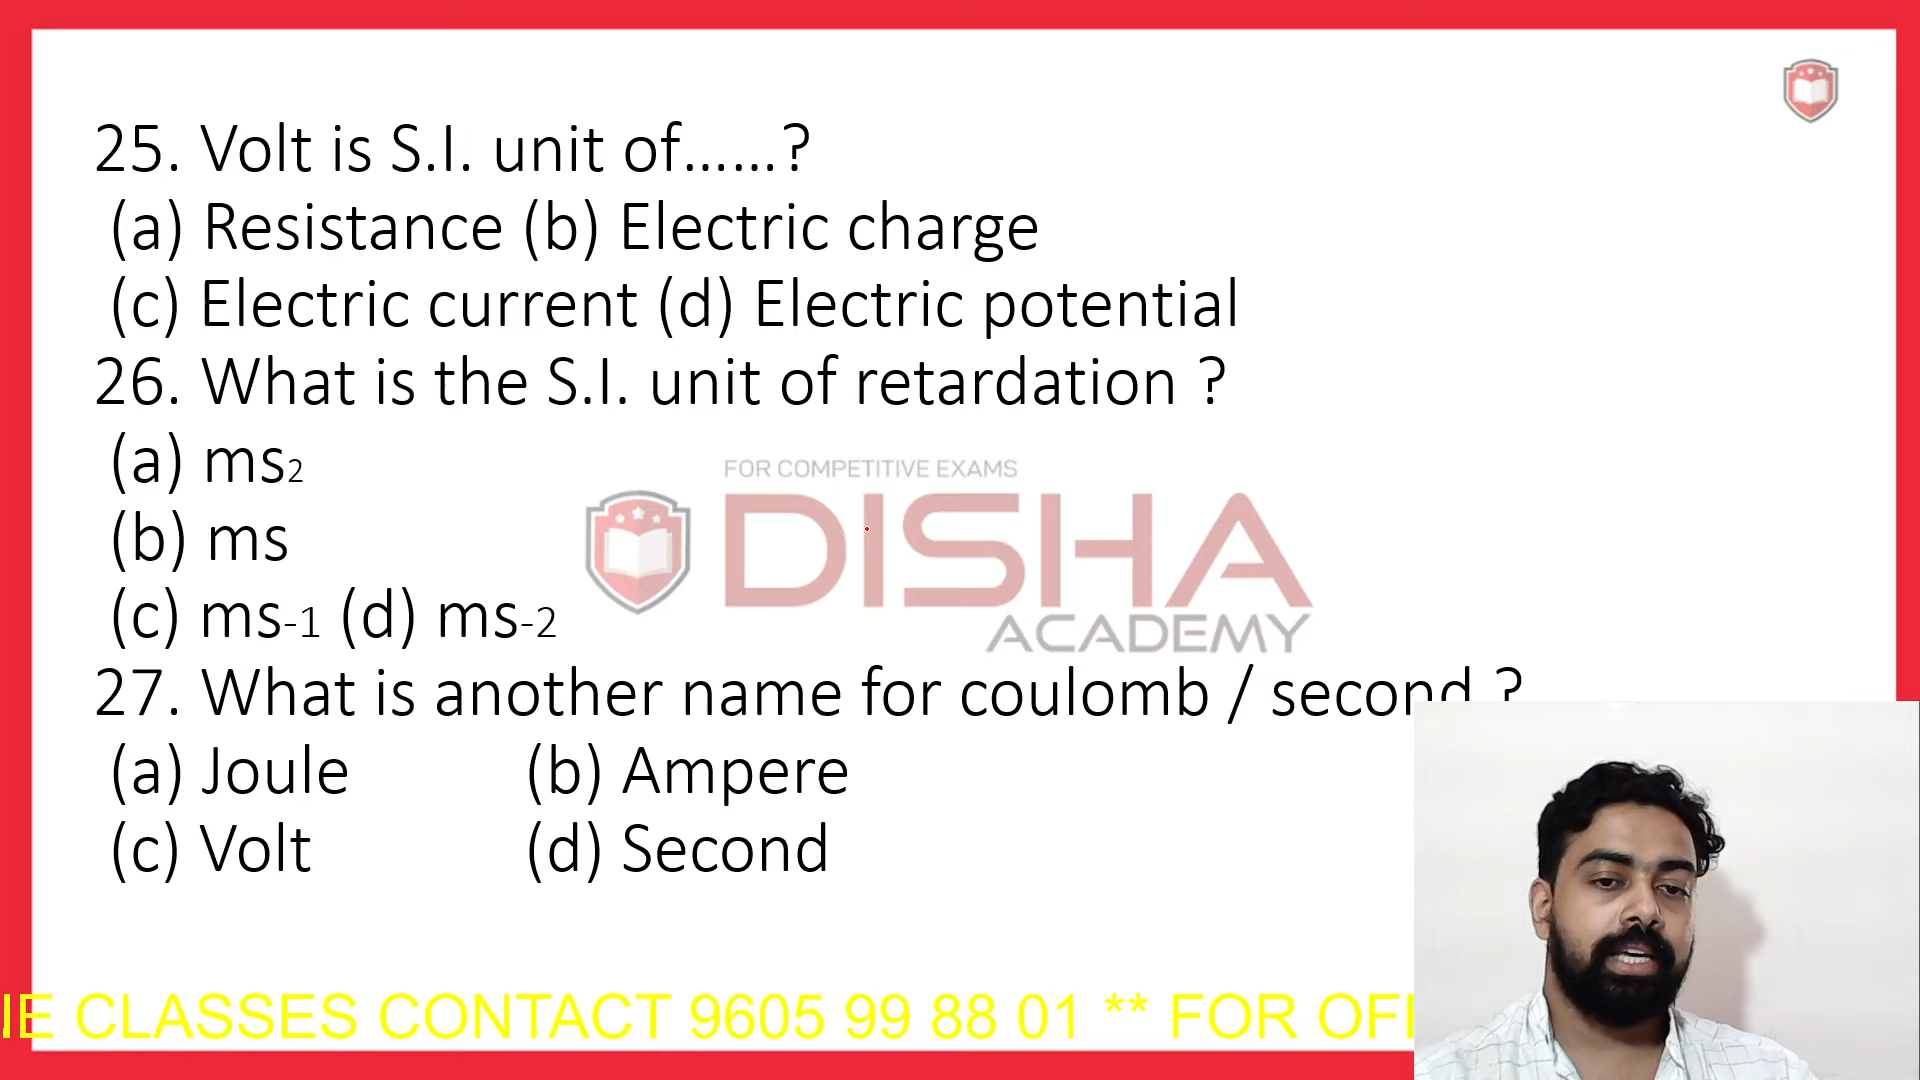 25. Volt is S.I. unit of......?
(a) Resistance (b) Electric charge
(c) Electric current (d) Electric potential
26. What is the S.I. unit of retardation ?
(a) ms2
(b) ms
(c) ms-1 (d) ms-2
27. What is another name for coulomb / second ?
(a) Joule (b) Ampere
(c) Volt (d) Second
FOR COMPETITIVE EXAMS
DISHA
ACADEMY
CLASSES CONTACT 9605 99 88 01 ** FOR